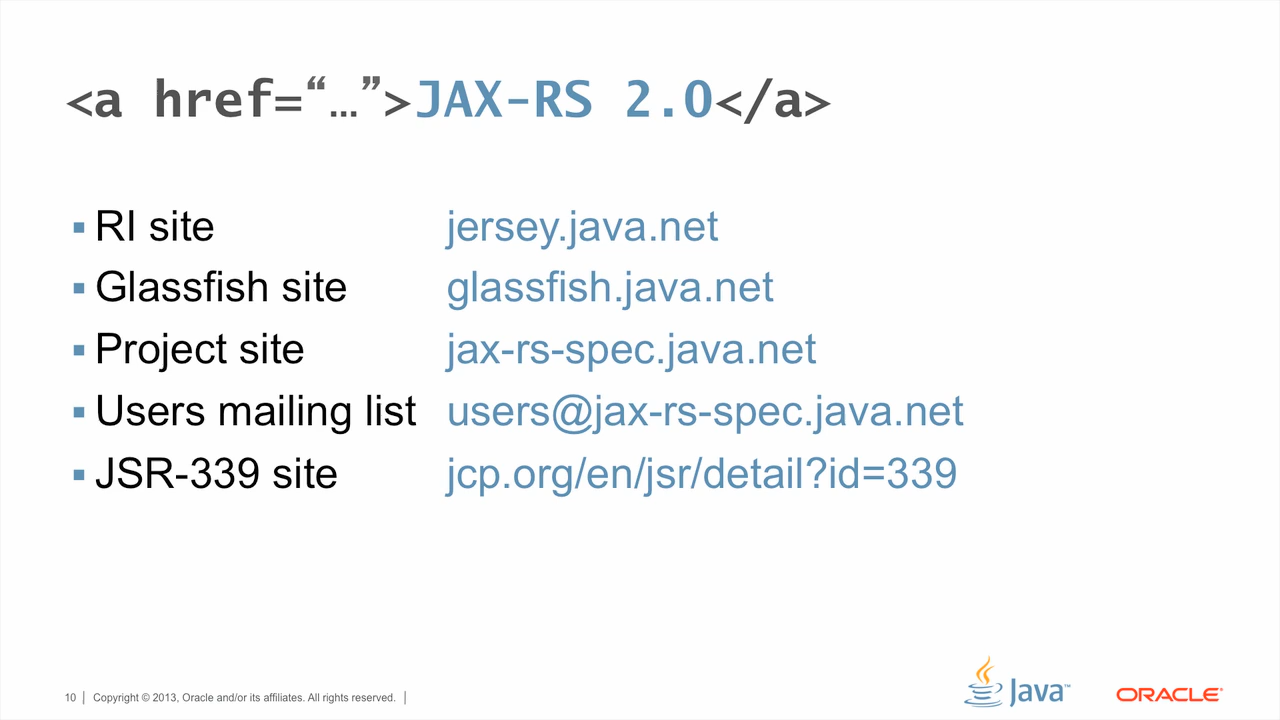 <a href=“…”>JAX-RS 2.0</a>
▪ RI site jersey.java.net
▪ Glassfish site glassfish.java.net
▪ Project site jax-rs-spec.java.net
▪ Users mailing list users@jax-rs-spec.java.net
▪ JSR-339 site jcp.org/en/jsr/detail?id=339
10 | Copyright © 2013, Oracle and/or its affiliates. All rights reserved. |
Java™
ORACLE®